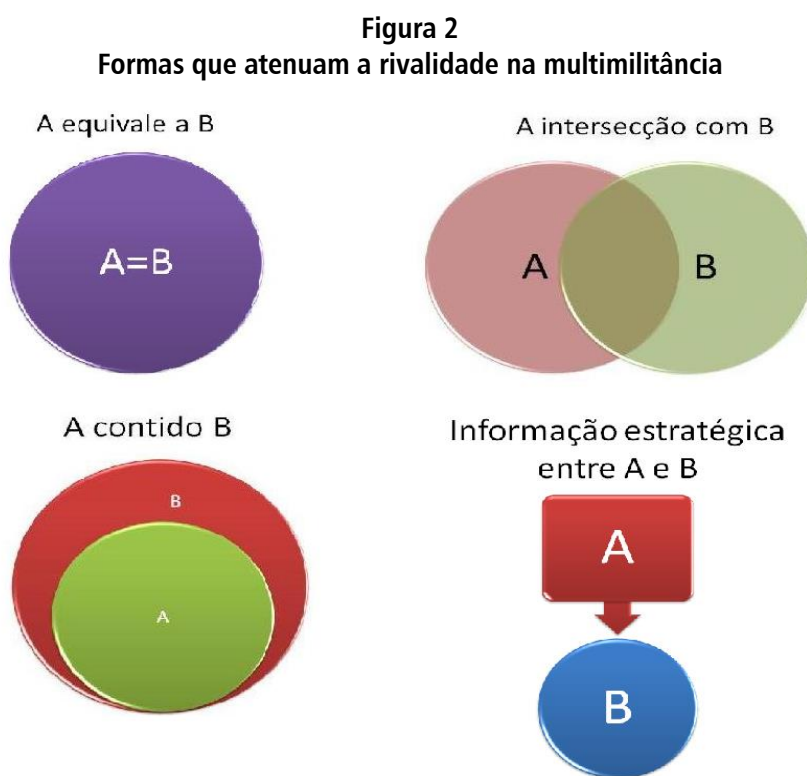 Figura 2
Formas que atenuam a rivalidade na multimilitância
A equivale a B
A=B
A intersecção com B
A
B
A contido B
B
A
Informação estratégica
entre A e B
A
B